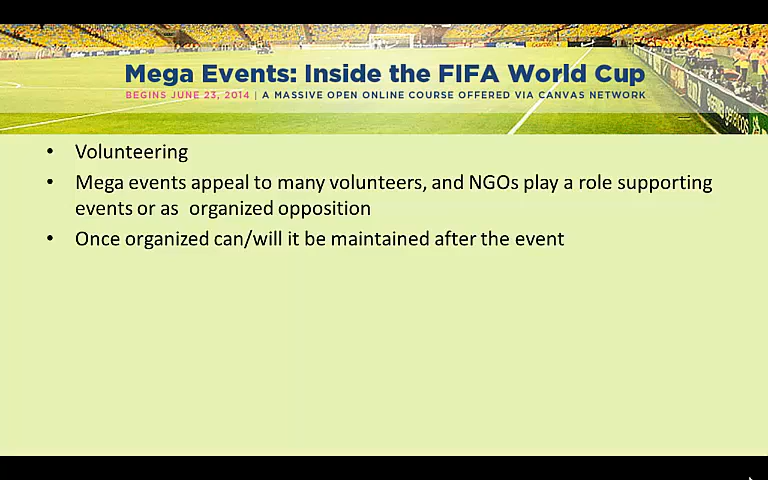 Mega Events: Inside the FIFA World Cup
BEGINS JUNE 23, 2014 | A MASSIVE OPEN ONLINE COURSE OFFERED VIA CANVAS NETWORK
• Volunteering
• Mega events appeal to many volunteers, and NGOs play a role supporting
events or as organized opposition
• Once organized can/will it be maintained after the event